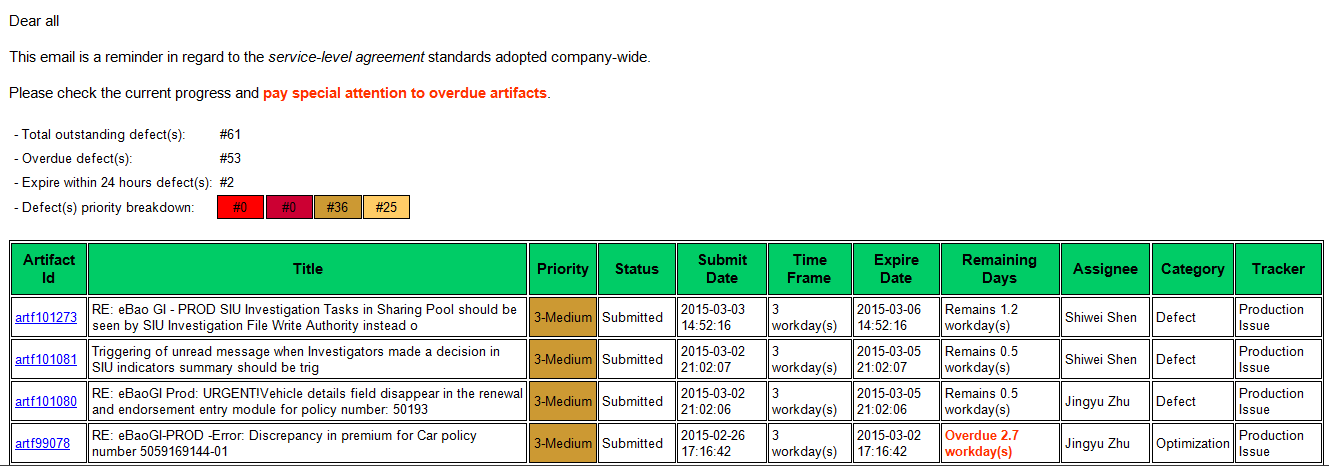 Dear all
This email is a reminder in regard to the service-level agreement standards adopted company-wide.
Please check the current progress and pay special attention to overdue artifacts.
- Total outstanding defect(s): #61
- Overdue defect(s): #53
- Expire within 24 hours defect(s): #2
- Defect(s) priority breakdown: #0 #0 #36 #25
Artifact Id Title Priority Status Submit Date Time Frame Expire Date Remaining Days Assignee Category Tracker
artf101273 RE: eBao GI - PROD SIU Investigation Tasks in Sharing Pool should be seen by SIU Investigation File Write Authority instead o 3-Medium Submitted 2015-03-03 14:52:16 3 workday(s) 2015-03-06 14:52:16 Remains 1.2 workday(s) Shiwei Shen Defect Production Issue
artf101081 Triggering of unread message when Investigators made a decision in SIU indicators summary should be trig 3-Medium Submitted 2015-03-02 21:02:07 3 workday(s) 2015-03-05 21:02:07 Remains 0.5 workday(s) Shiwei Shen Defect Production Issue
artf101080 RE: eBaoGI Prod: URGENT!Vehicle details field disappear in the renewal and endorsement entry module for policy number: 50193 3-Medium Submitted 2015-03-02 21:02:06 3 workday(s) 2015-03-05 21:02:06 Remains 0.5 workday(s) Jingyu Zhu Defect Production Issue
artf99078 RE: eBaoGI-PROD -Error: Discrepancy in premium for Car policy number 5059169144-01 3-Medium Submitted 2015-02-26 17:16:42 3 workday(s) 2015-03-02 17:16:42 Overdue 2.7 workday(s) Jingyu Zhu Optimization Production Issue